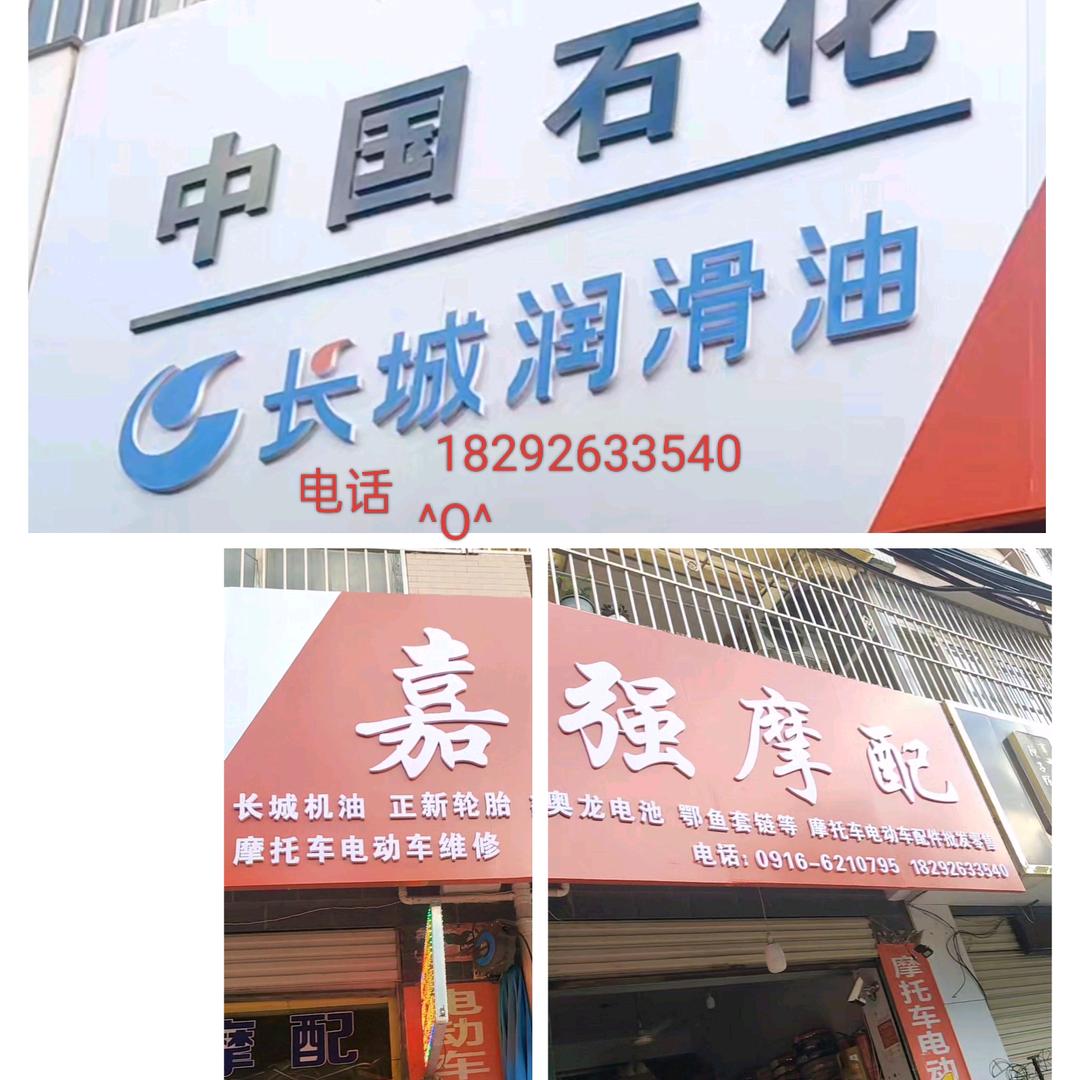 中国石化
长城润滑油
电话 18292633540
^O^
嘉强摩配
长城机油 正新轮胎 奥龙电池 鄂鱼套链等 摩托车电动车配件批发零售
摩托车电动车维修
电话：0916-6210795 18292633540
摩配
电动车
摩托车电动